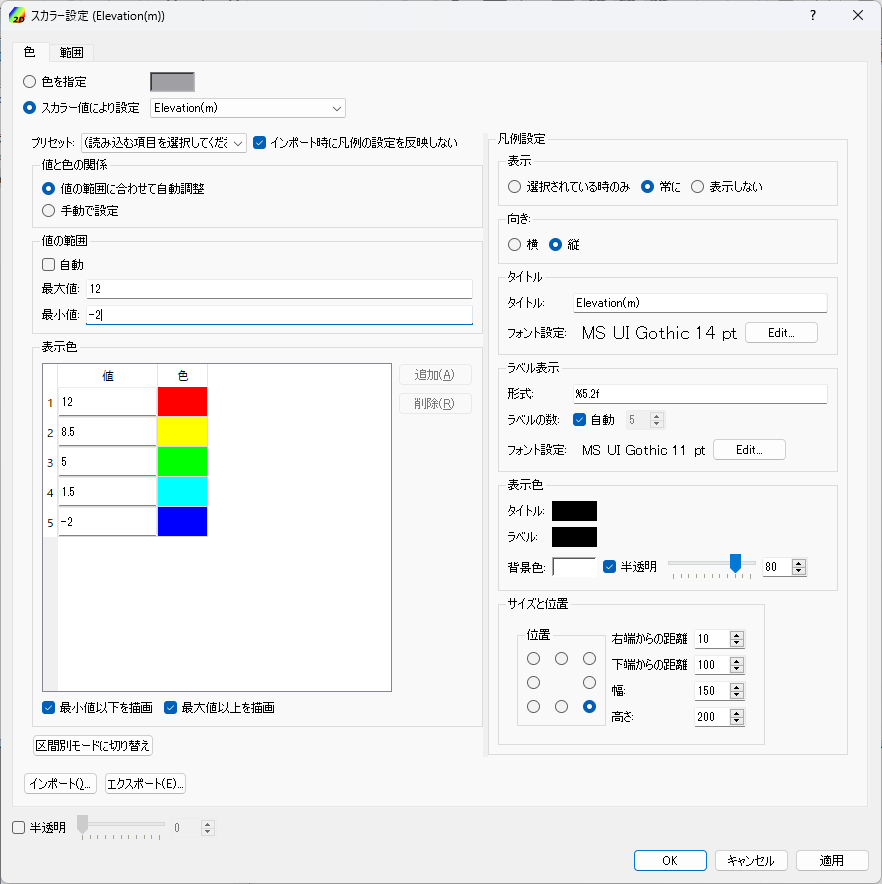 スカラー設定 (Elevation(m))
?
色
範囲
色を指定
スカラー値により設定
Elevation(m)
プリセット:
(読み込む項目を選択してくだ
インポート時に凡例の設定を反映しない
値と色の関係
値の範囲に合わせて自動調整
手動で設定
値の範囲
自動
最大値: 12
最小値: -2
表示色
値 色
1 12
2 8.5
3 5
4 1.5
5 -2
追加(A)
削除(R)
最小値以下を描画
最大値以上を描画
区間別モードに切り替え
インポート(I)...
エクスポート(E)...
凡例設定
表示
選択されている時のみ
常に
表示しない
向き:
横
縦
タイトル
タイトル: Elevation(m)
フォント設定: MS UI Gothic 14 pt
Edit...
ラベル表示
形式: %5.2f
ラベルの数: 自動 5
フォント設定: MS UI Gothic 11 pt
Edit...
表示色
タイトル:
ラベル:
背景色: 半透明 80
サイズと位置
位置
右端からの距離 10
下端からの距離 100
幅: 150
高さ: 200
半透明 0
OK
キャンセル
適用